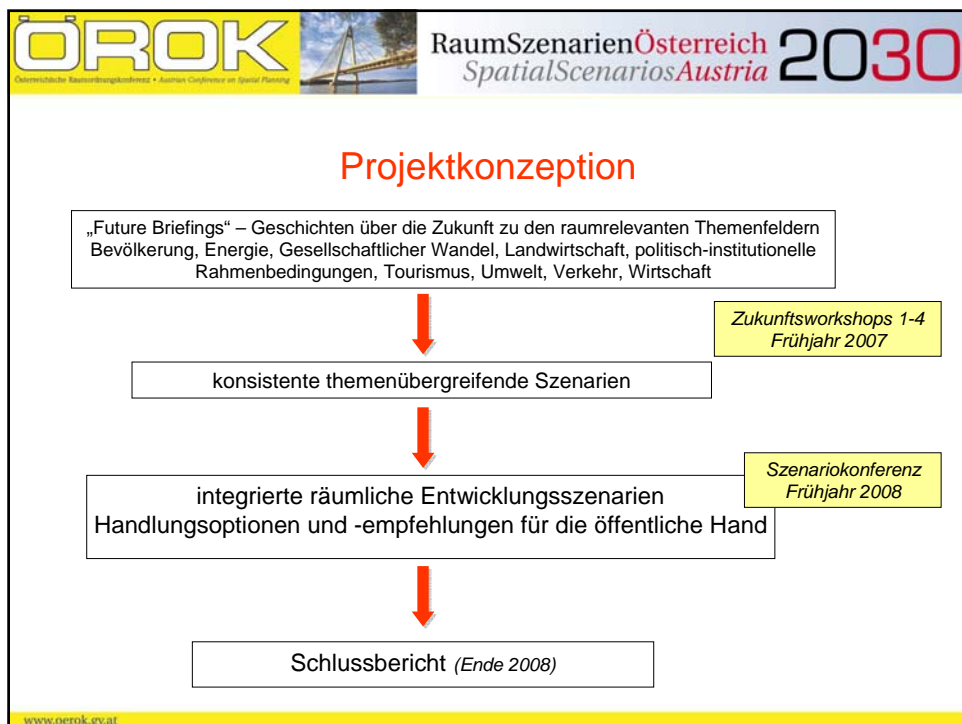 ÖROK
Österreichische Raumordnungskonferenz • Austrian Conference on Spatial Planning
RaumSzenarienÖsterreich 2030
SpatialScenariosAustria
Projektkonzeption
„Future Briefings“ – Geschichten über die Zukunft zu den raumrelevanten Themenfeldern
Bevölkerung, Energie, Gesellschaftlicher Wandel, Landwirtschaft, politisch-institutionelle
Rahmenbedingungen, Tourismus, Umwelt, Verkehr, Wirtschaft
Zukunftsworkshops 1-4
Frühjahr 2007
konsistente themenübergreifende Szenarien
Szenariokonferenz
Frühjahr 2008
integrierte räumliche Entwicklungsszenarien
Handlungsoptionen und -empfehlungen für die öffentliche Hand
Schlussbericht (Ende 2008)
www.oerok.gv.at